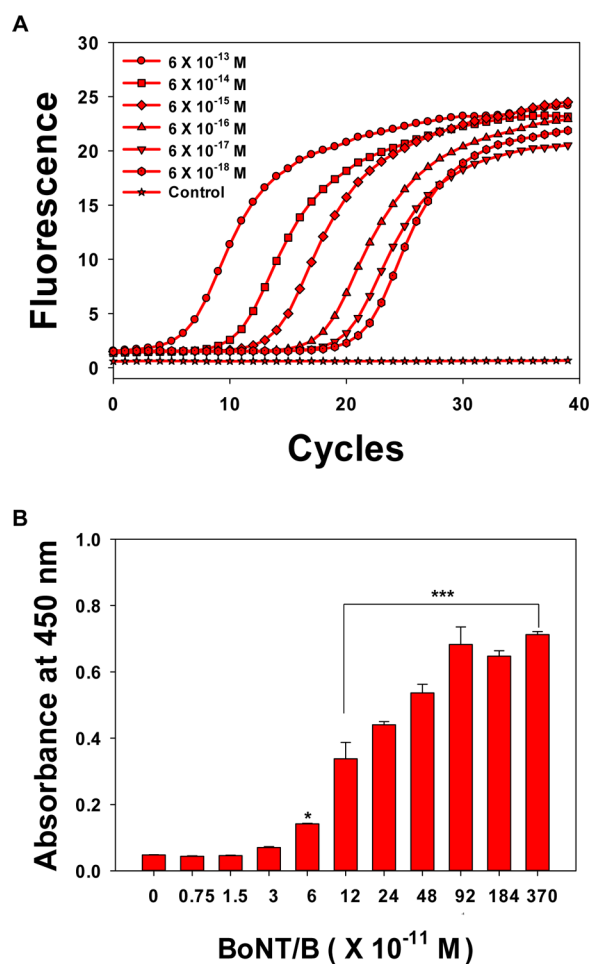 A
30
25
20
15
10
5
0
6 X 10⁻¹³ M
6 X 10⁻¹⁴ M
6 X 10⁻¹⁵ M
6 X 10⁻¹⁶ M
6 X 10⁻¹⁷ M
6 X 10⁻¹⁸ M
Control
Fluorescence
0 10 20 30 40
Cycles
B
1.0
0.8
0.6
0.4
0.2
0.0
Absorbance at 450 nm
***
*
0 0.75 1.5 3 6 12 24 48 92 184 370
BoNT/B ( X 10⁻¹¹ M)